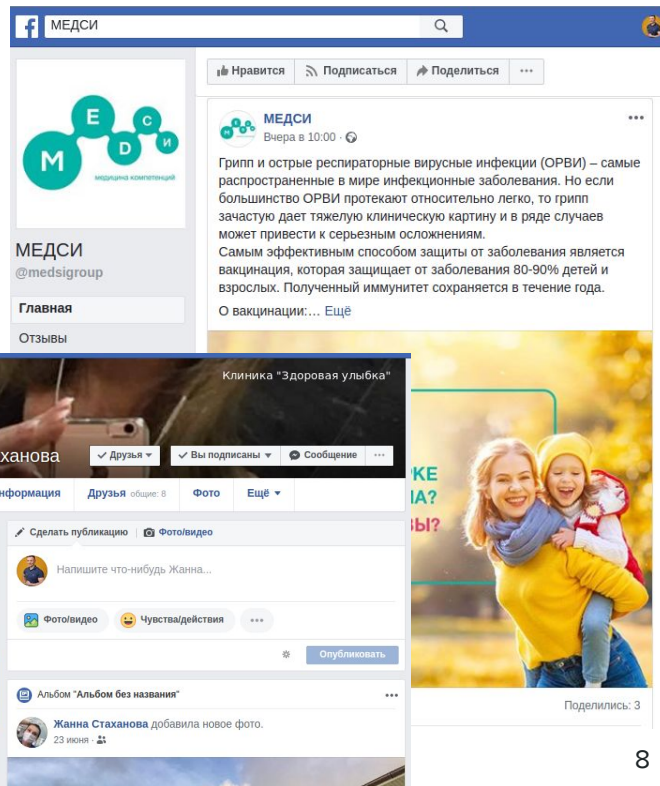 МЕДСИ
М Е D С И
медицина компетенций
МЕДСИ
@medsigroup
Главная
Отзывы
Нравится Подписаться Поделиться ...
МЕДСИ
Вчера в 10:00 ·
Грипп и острые респираторные вирусные инфекции (ОРВИ) – самые
распространенные в мире инфекционные заболевания. Но если
большинство ОРВИ протекают относительно легко, то грипп
зачастую дает тяжелую клиническую картину и в ряде случаев
может привести к серьезным осложнениям.
Самым эффективным способом защиты от заболевания является
вакцинация, которая защищает от заболевания 80-90% детей и
взрослых. Полученный иммунитет сохраняется в течение года.
О вакцинации:… Ещё
КЕ
А?
Ы?
Поделились: 3
Клиника "Здоровая улыбка"
ханова Друзья Вы подписаны Сообщение ...
нформация Друзья общие: 8 Фото Ещё
Сделать публикацию Фото/видео
Напишите что-нибудь Жанна...
Фото/видео Чувства/действия ...
Опубликовать
Альбом "Альбом без названия"
Жанна Стаханова добавила новое фото.
23 июня ·
8